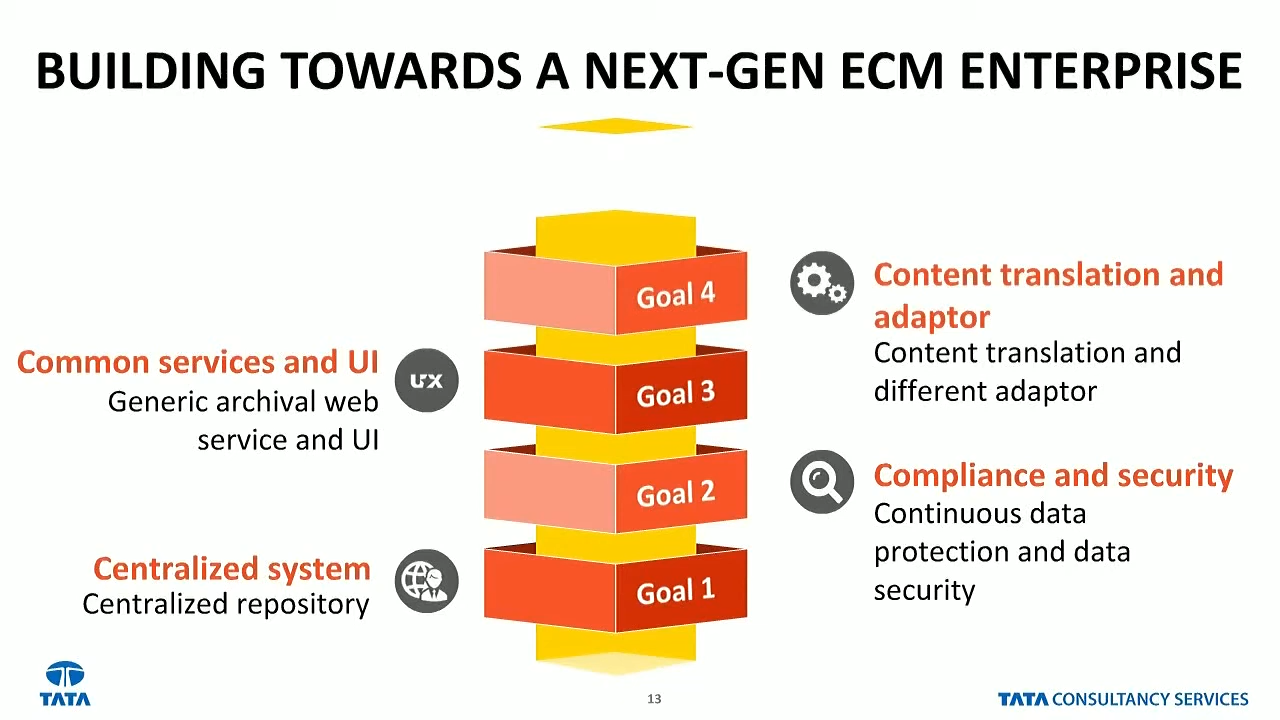 BUILDING TOWARDS A NEXT-GEN ECM ENTERPRISE
Goal 4
Content translation and
adaptor
Content translation and
different adaptor
Common services and UI
Generic archival web
service and UI
UX
Goal 3
Goal 2
Compliance and security
Continuous data
protection and data
security
Centralized system
Centralized repository
Goal 1
TATA
13
TATA CONSULTANCY SERVICES